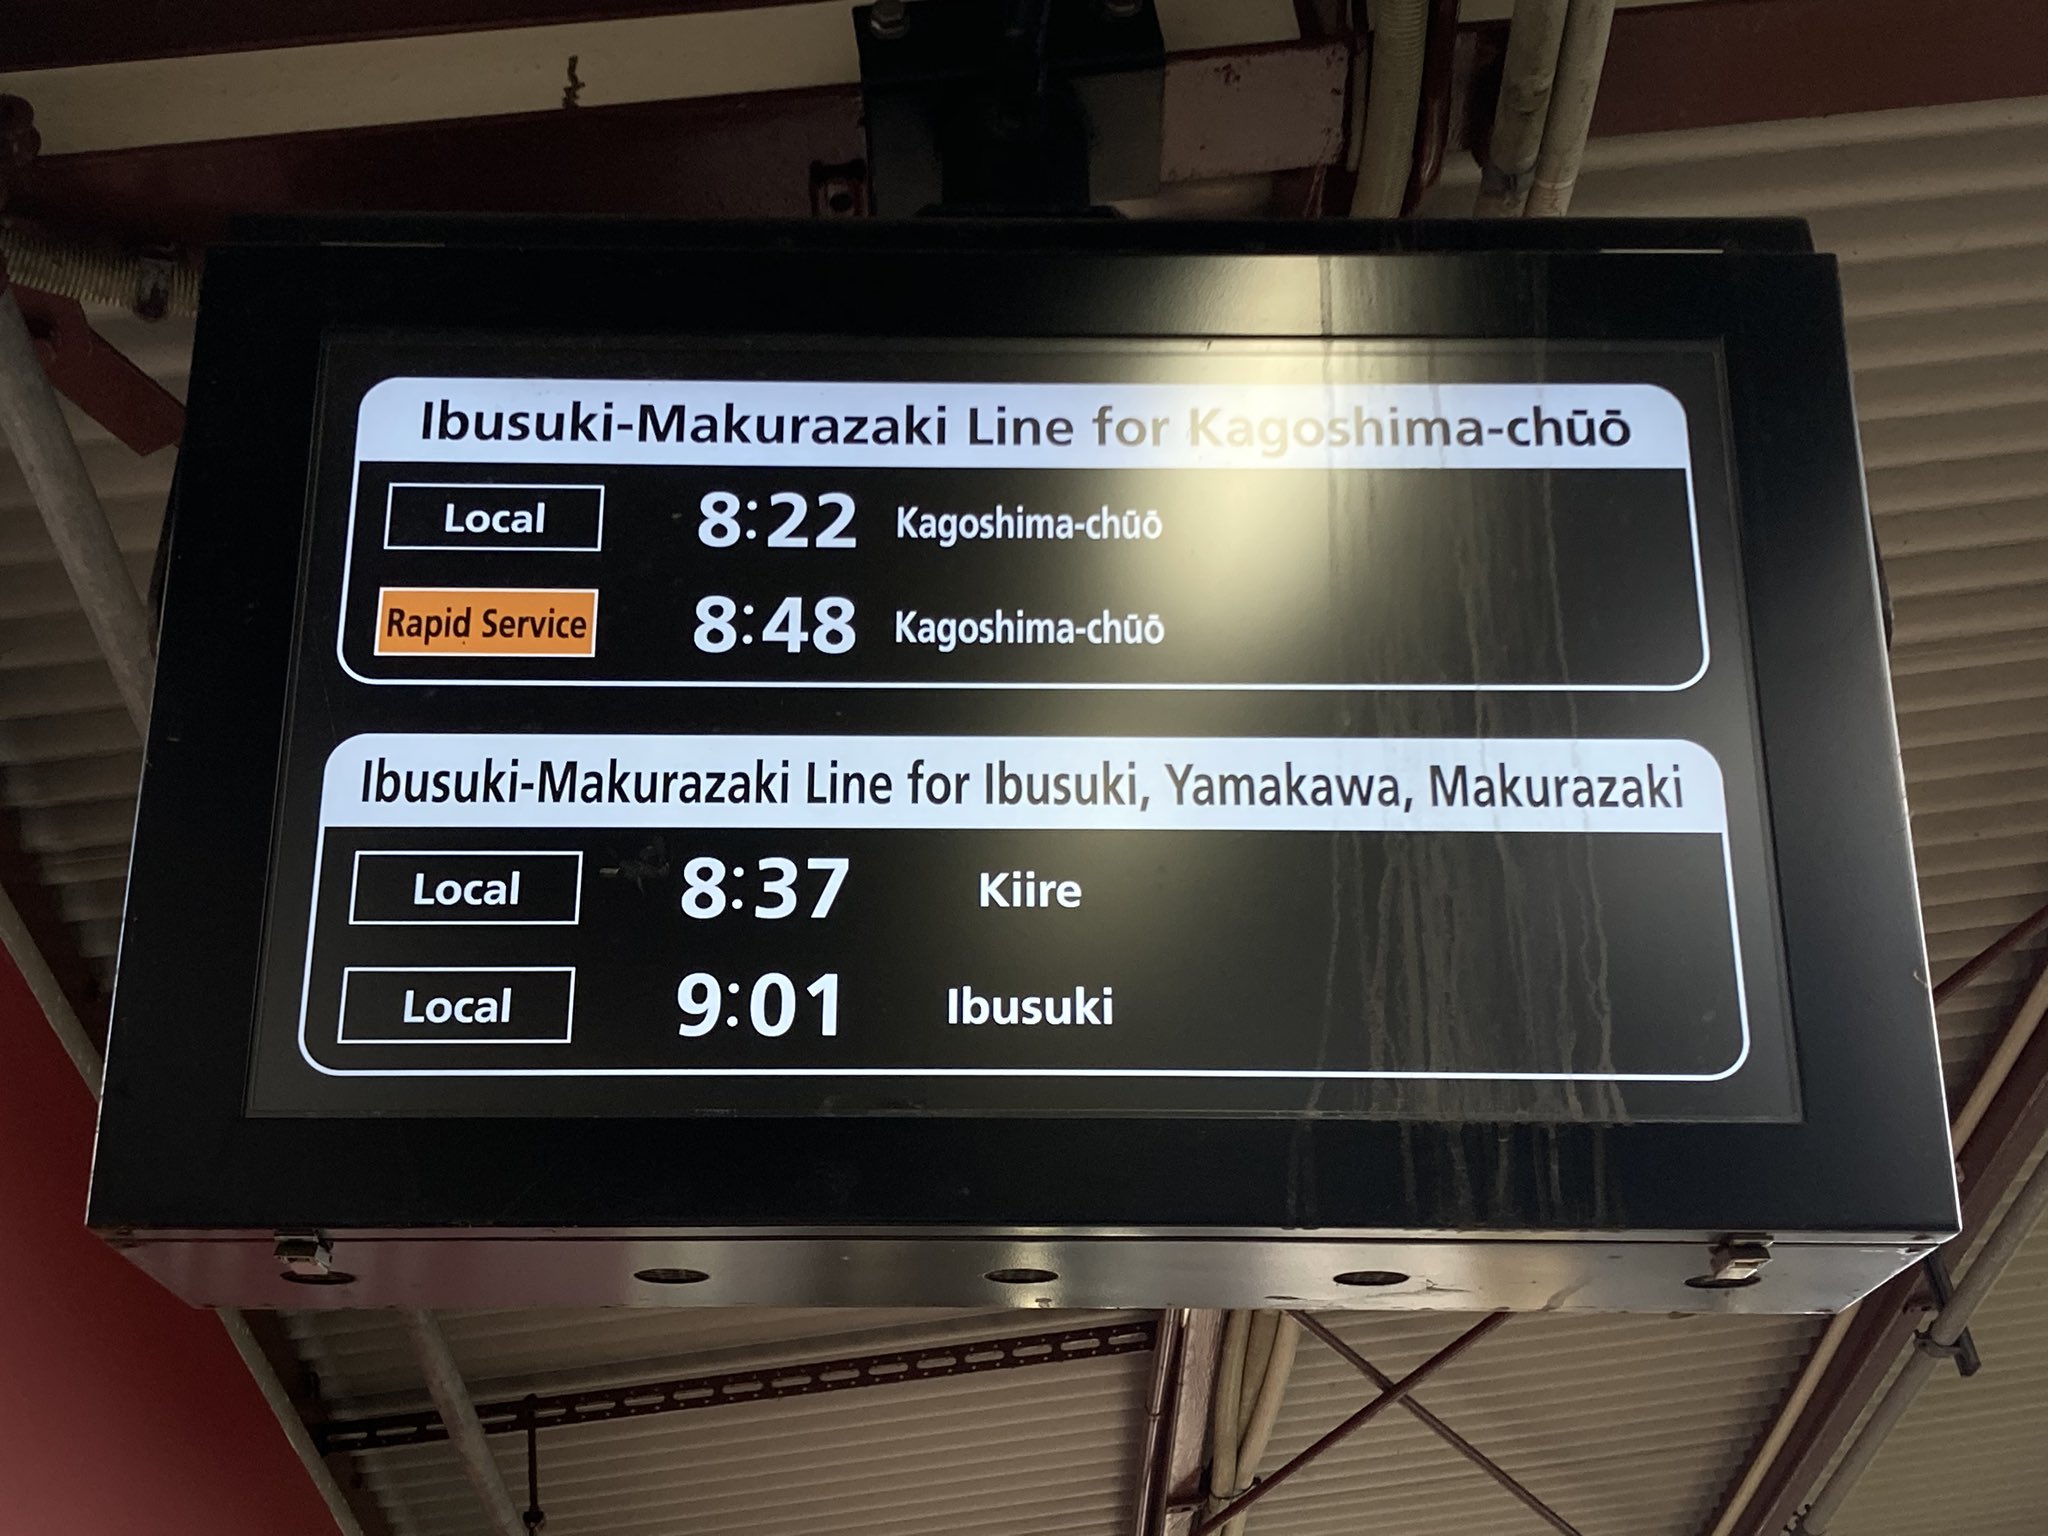 Ibusuki-Makurazaki Line for Kagoshima-chūō
Local 8:22 Kagoshima-chūō
Rapid Service 8:48 Kagoshima-chūō
Ibusuki-Makurazaki Line for Ibusuki, Yamakawa, Makurazaki
Local 8:37 Kiire
Local 9:01 Ibusuki